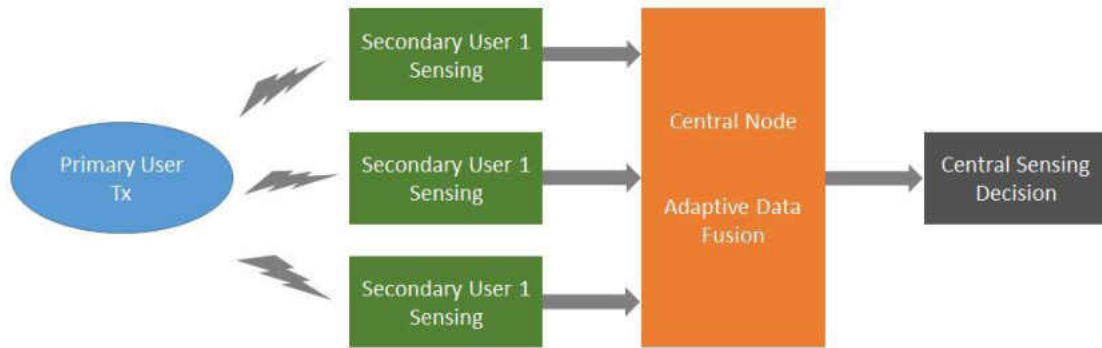 Primary User
Tx
Secondary User 1
Sensing
Secondary User 1
Sensing
Secondary User 1
Sensing
Central Node
Adaptive Data
Fusion
Central Sensing
Decision